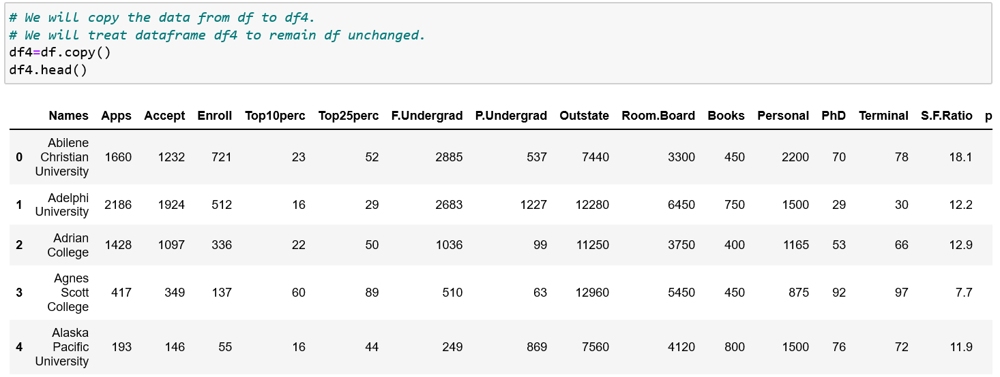 # We will copy the data from df to df4.
# We will treat dataframe df4 to remain df unchanged.
df4=df.copy()
df4.head()
Names Apps Accept Enroll Top10perc Top25perc F.Undergrad P.Undergrad Outstate Room.Board Books Personal PhD Terminal S.F.Ratio p
Abilene
0 Christian 1660 1232 721 23 52 2885 537 7440 3300 450 2200 70 78 18.1
University
Adelphi
1 University 2186 1924 512 16 29 2683 1227 12280 6450 750 1500 29 30 12.2
Adrian
2 College 1428 1097 336 22 50 1036 99 11250 3750 400 1165 53 66 12.9
Agnes
3 Scott 417 349 137 60 89 510 63 12960 5450 450 875 92 97 7.7
College
Alaska
4 Pacific 193 146 55 16 44 249 869 7560 4120 800 1500 76 72 11.9
University